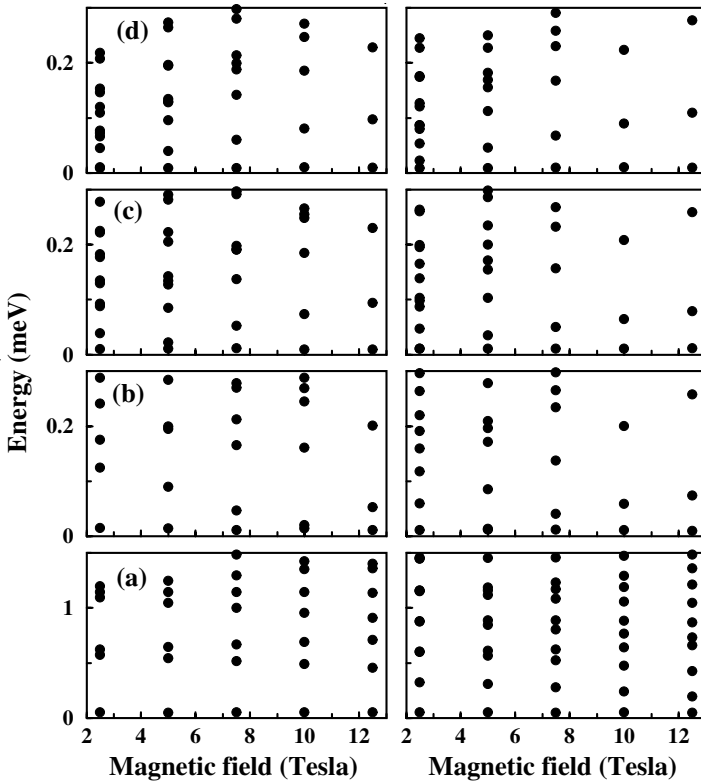 (d)
0.2
0
(c)
0.2
0
(b)
0.2
0
(a)
1
0
Energy (meV)
2 4 6 8 10 12 2 4 6 8 10 12
Magnetic field (Tesla) Magnetic field (Tesla)